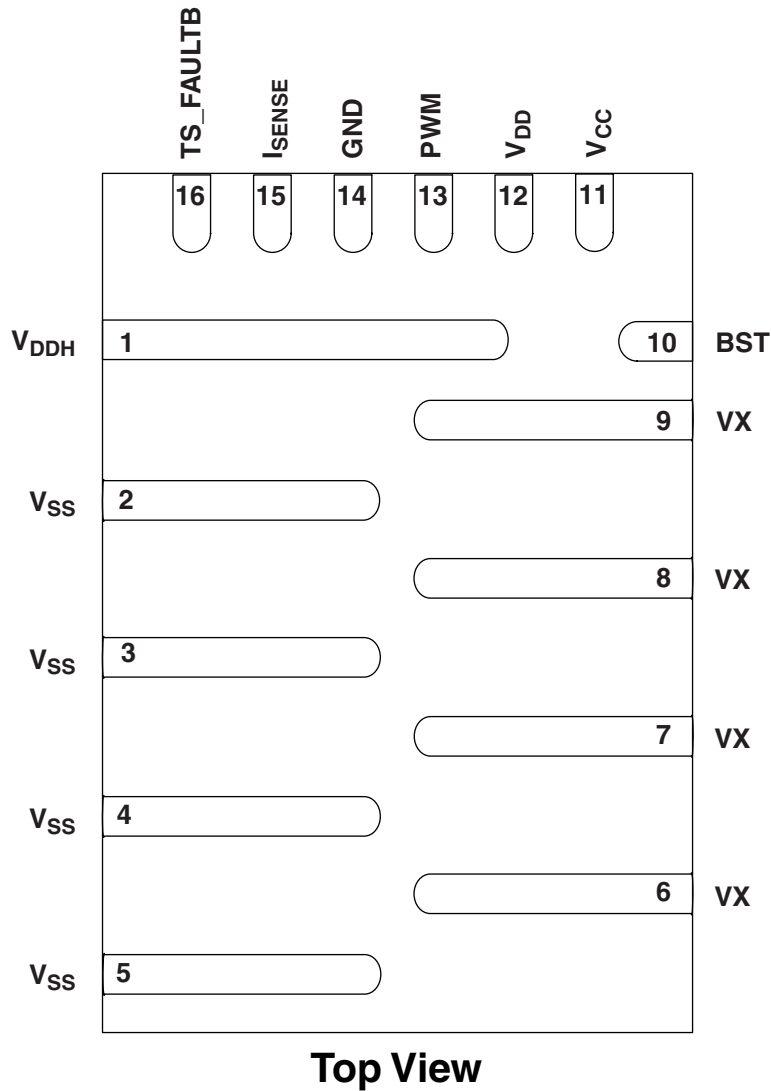 TS_FAULTB
ISENSE
GND
PWM
VDD
VCC
16
15
14
13
12
11
VDDH
1
10
BST
9
VX
VSS
2
8
VX
VSS
3
7
VX
VSS
4
6
VX
VSS
5
Top View